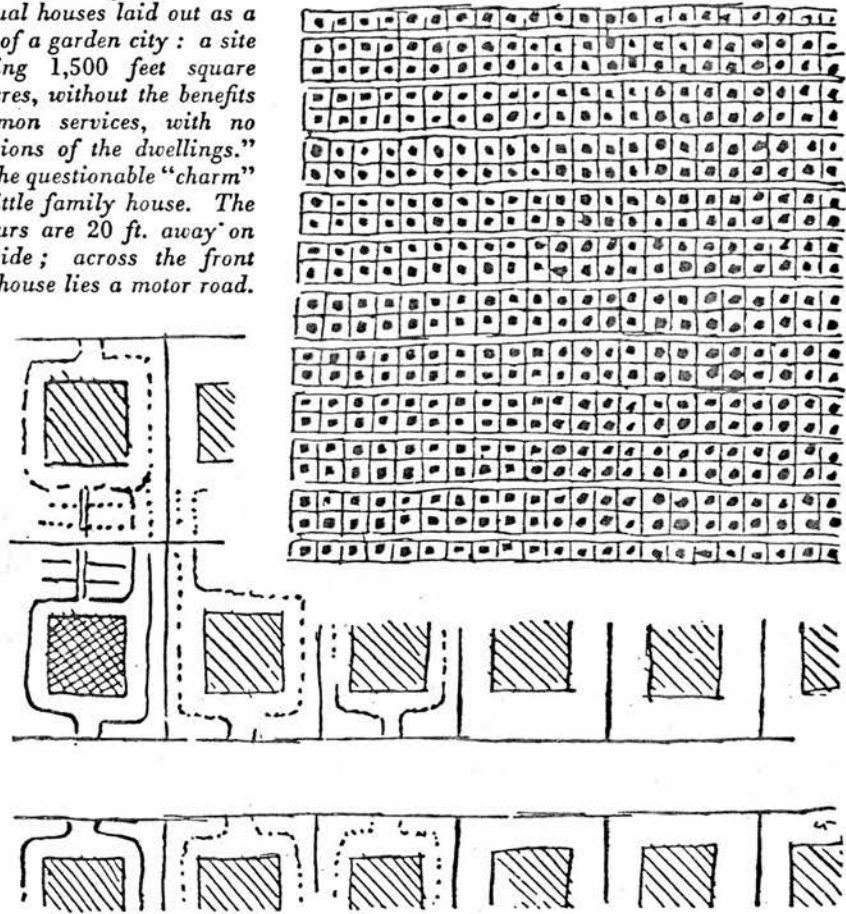 ual houses laid out as a
of a garden city : a site
ing 1,500 feet square
res, without the benefits
mon services, with no
ions of the dwellings."
he questionable "charm"
ittle family house. The
urs are 20 ft. away on
ide ; across the front
house lies a motor road.